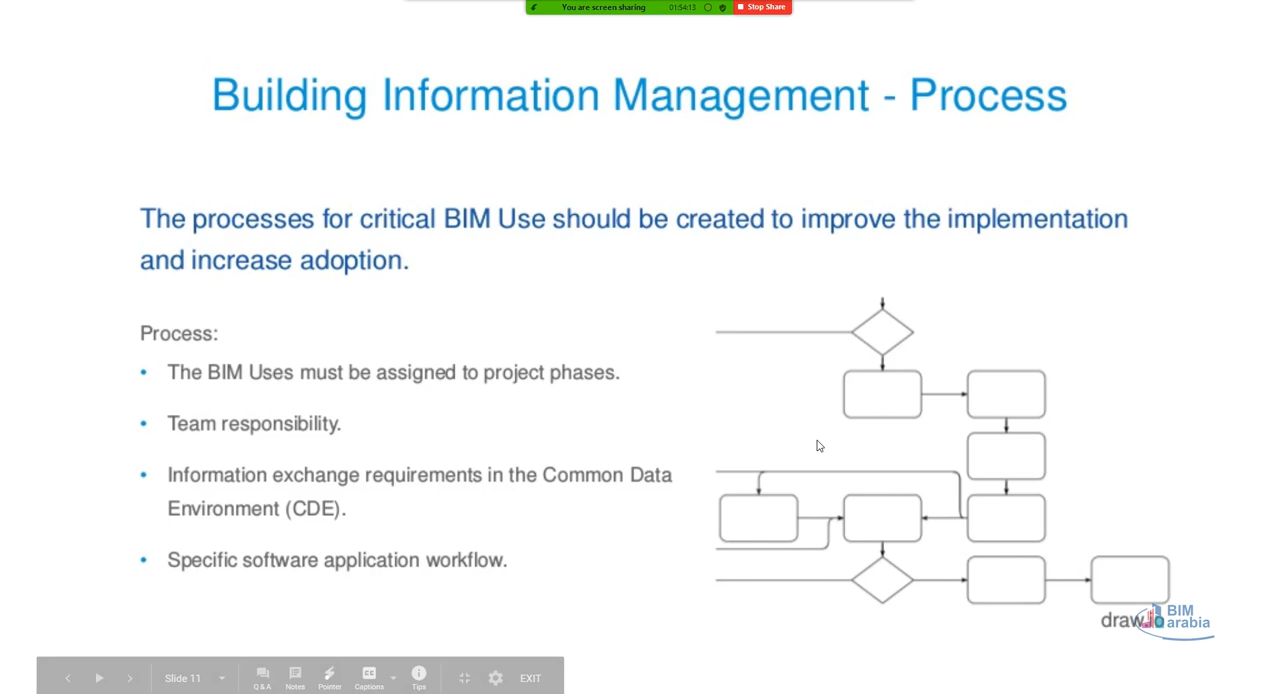 You are screen sharing 01:54:13 Stop Share
Building Information Management - Process
The processes for critical BIM Use should be created to improve the implementation
and increase adoption.
Process:
• The BIM Uses must be assigned to project phases.
• Team responsibility.
• Information exchange requirements in the Common Data
Environment (CDE).
• Specific software application workflow.
BIM
arabia
Slide 11
Q & A Notes Pointer Captions Tips EXIT